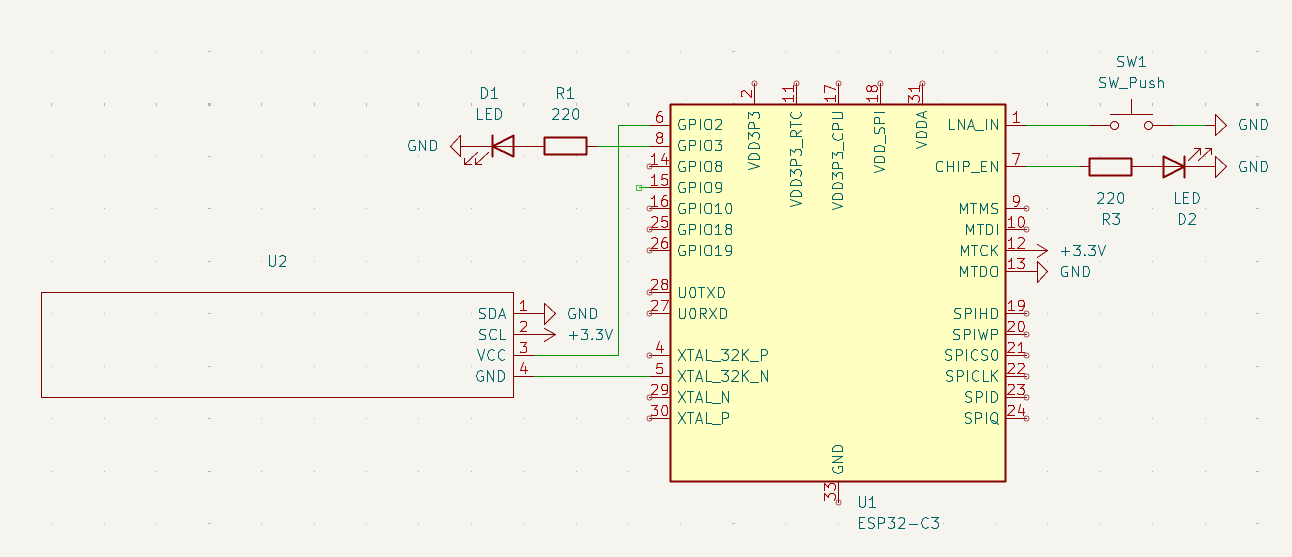 SW1
SW_Push
D1
LED
R1
220
GND
GND
GND
220
R3
LED
D2
+3.3V
GND
U2
SDA 1 GND
SCL 2 +3.3V
VCC 3
GND 4
2 VDD3P3
11 VDD3P3_RTC
17 VDD3P3_CPU
18 VDD_SPI
31 VDDA
6 GPIO2
8 GPIO3
14 GPIO8
15 GPIO9
16 GPIO10
25 GPIO18
26 GPIO19
28 U0TXD
27 U0RXD
4 XTAL_32K_P
5 XTAL_32K_N
29 XTAL_N
30 XTAL_P
LNA_IN 1
CHIP_EN 7
MTMS 9
MTDI 10
MTCK 12
MTDO 13
SPIHD 19
SPIWP 20
SPICS0 21
SPICLK 22
SPID 23
SPIQ 24
GND 33
U1
ESP32-C3